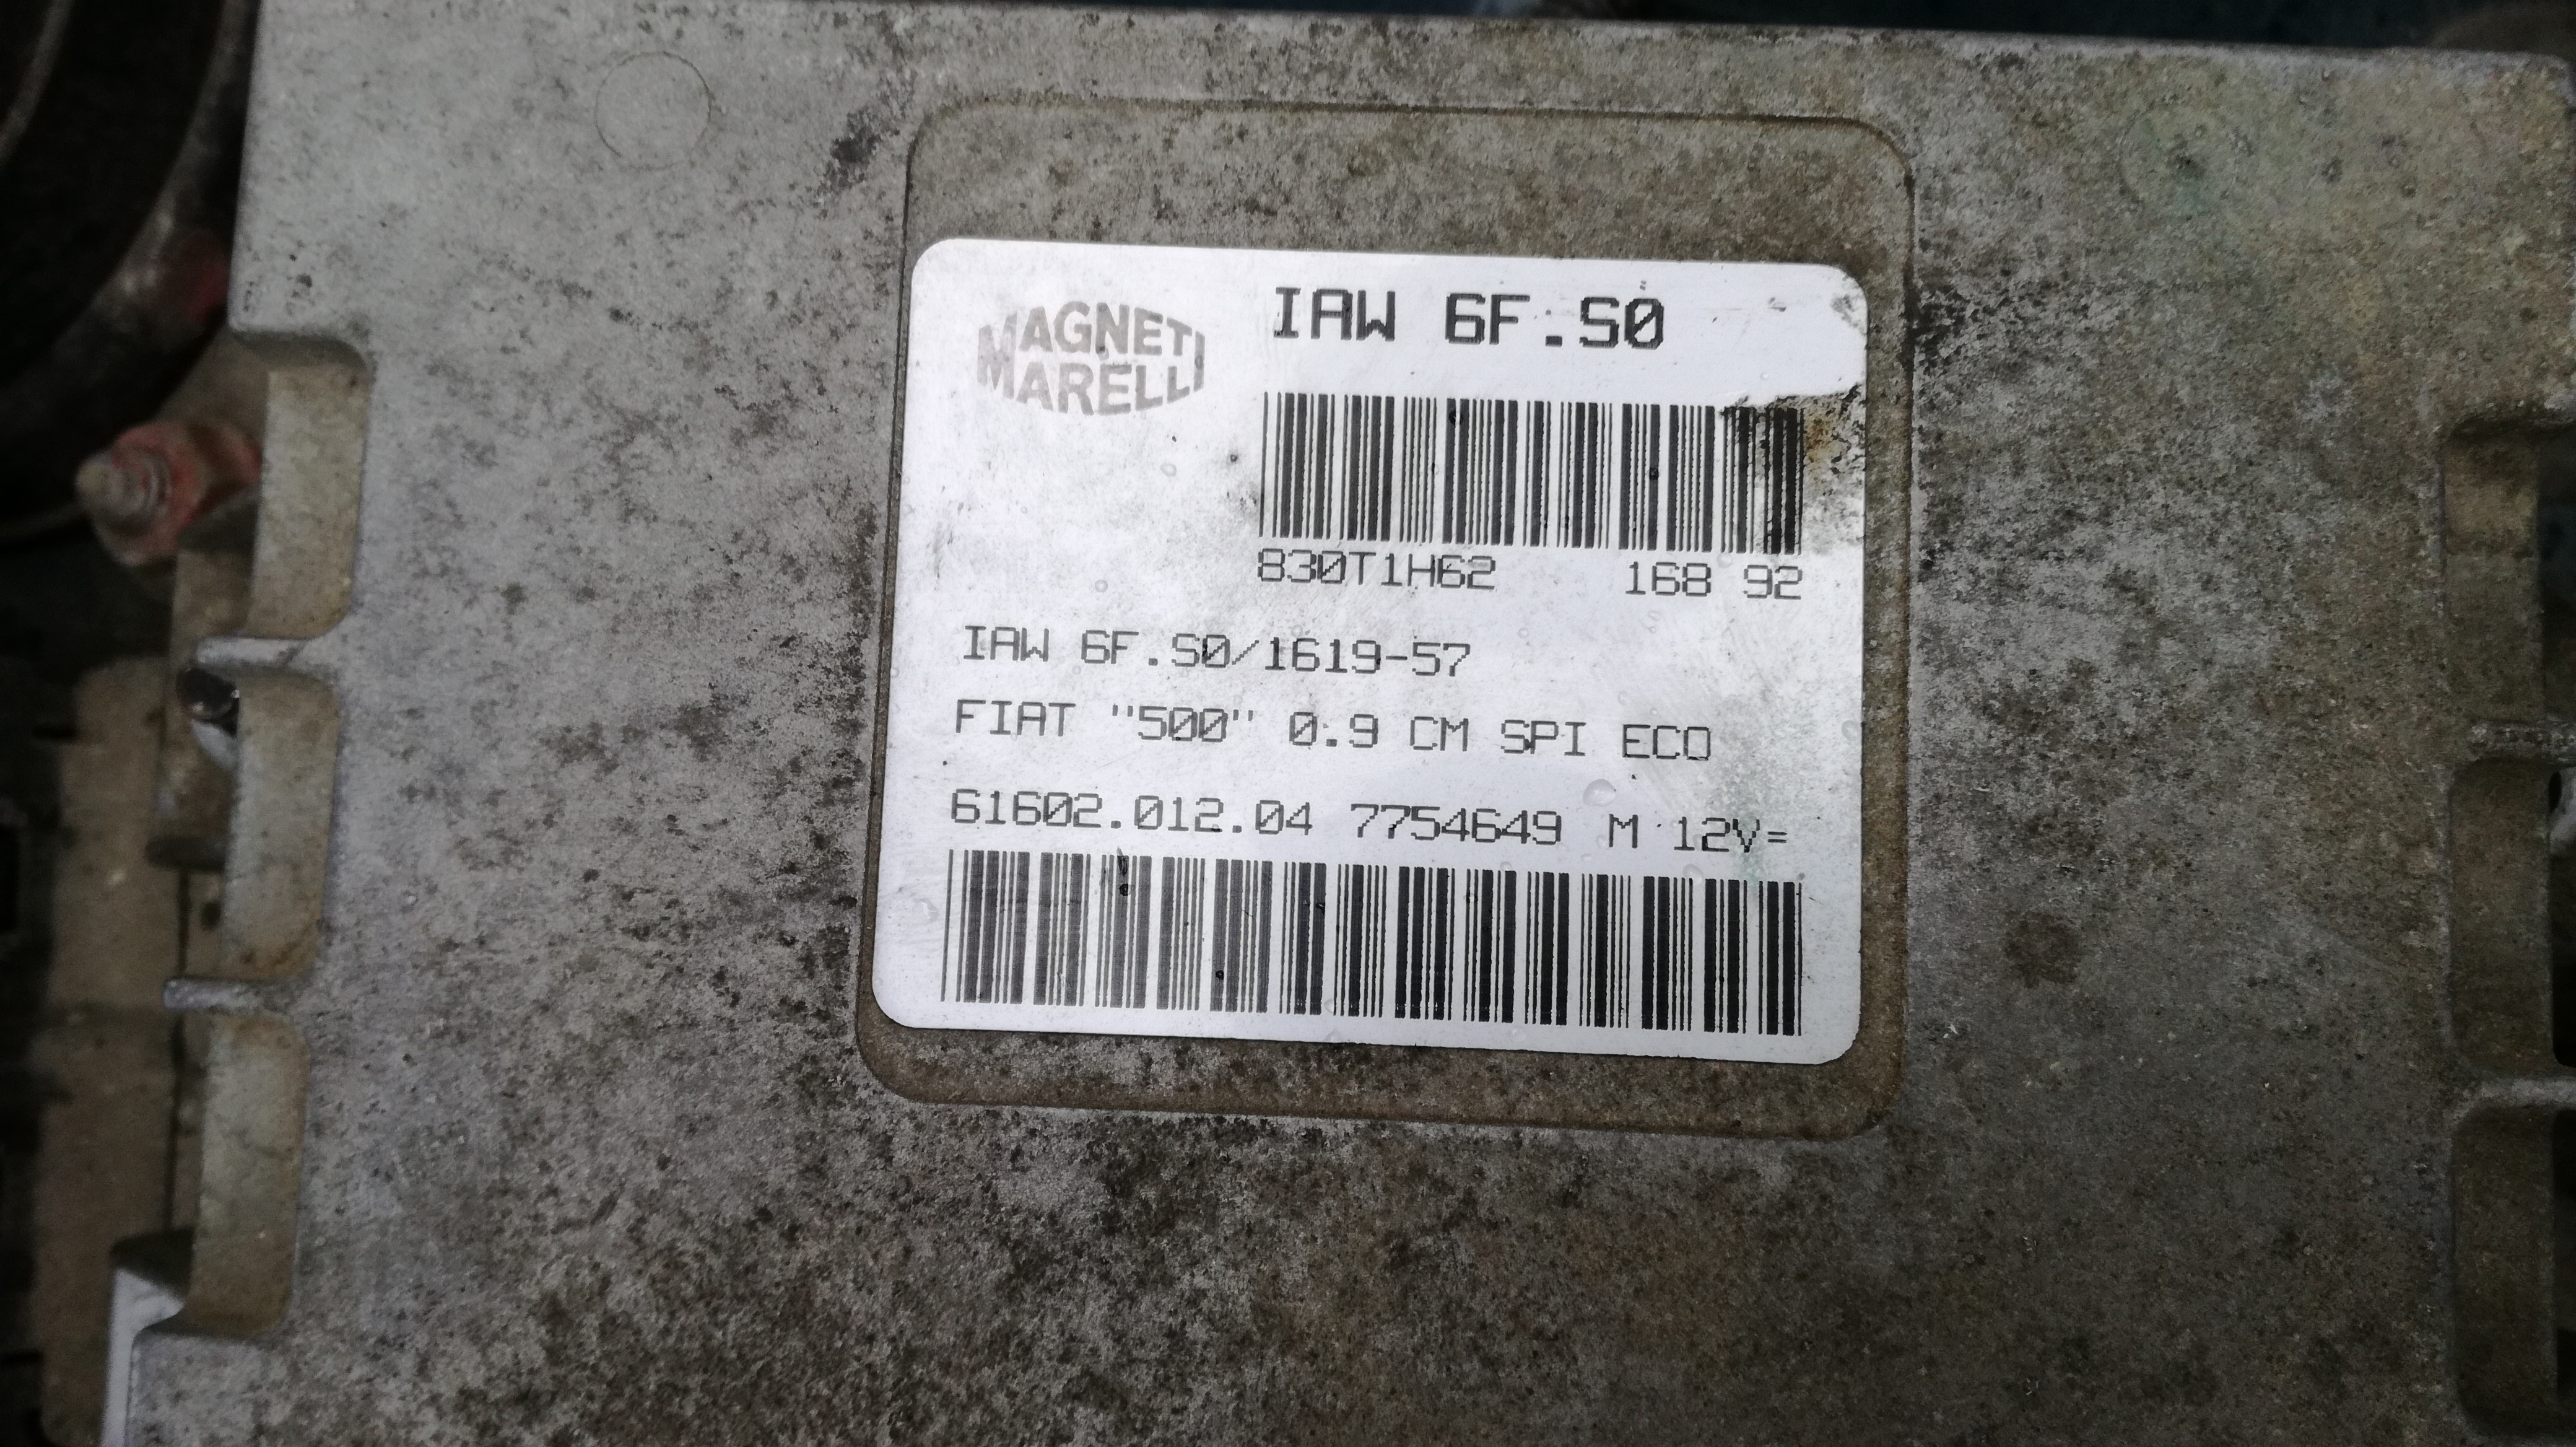 MAGNETI
MARELLI
IAW 6F.S0
830T1H62 168 92
IAW 6F.S0/1619-57
FIAT "500" 0.9 CM SPI ECO
61602.012.04 7754649 M 12V=